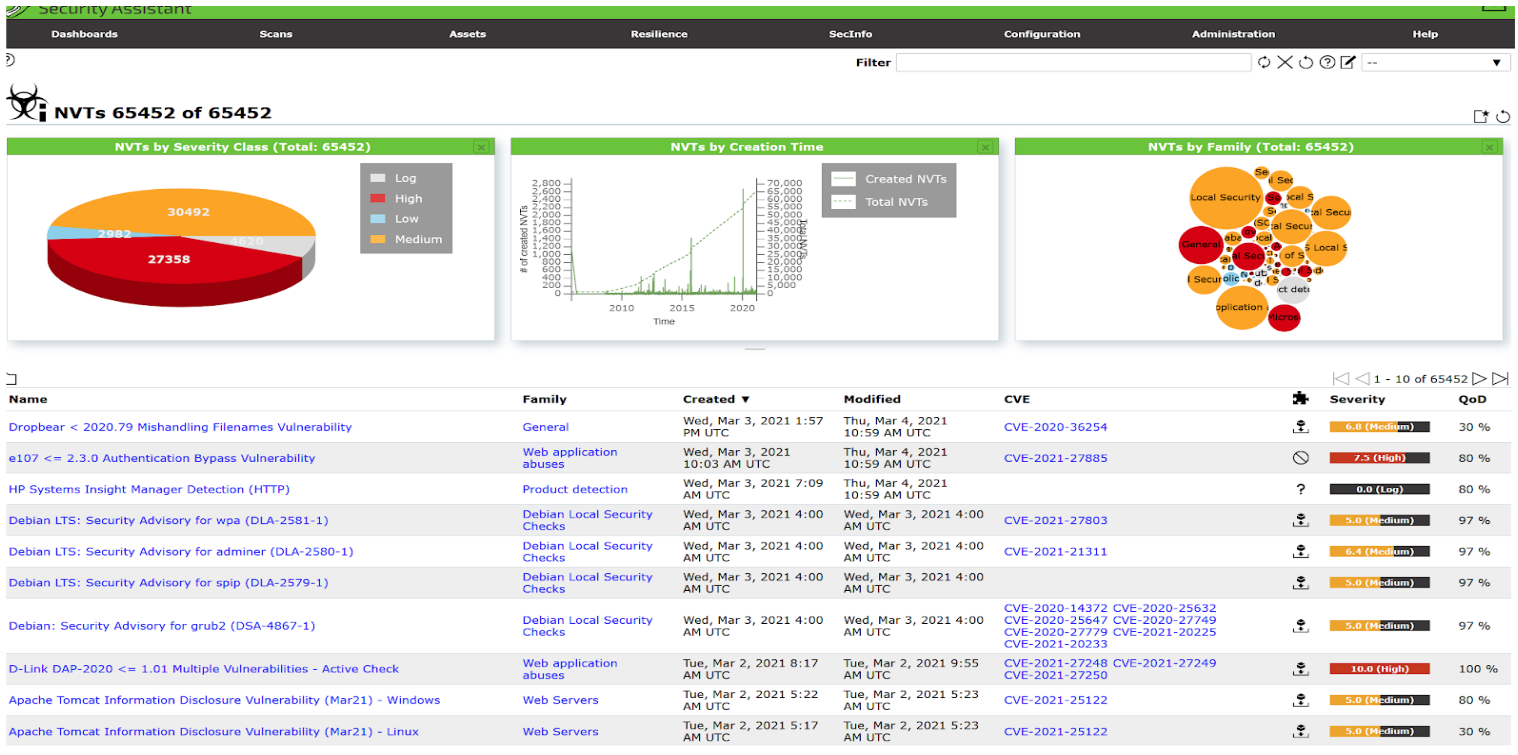 Security Assistant
Dashboards Scans Assets Resilience SecInfo Configuration Administration Help
Filter --
NVTs 65452 of 65452
NVTs by Severity Class (Total: 65452)
30492
2982
4620
27358
Log
High
Low
Medium
NVTs by Creation Time
# of created NVTs
2,800
2,600
2,400
2,200
2,000
1,800
1,600
1,400
1,200
1,000
800
600
400
200
0
70,000
65,000
60,000
55,000
50,000
45,000
40,000
35,000
30,000
25,000
20,000
15,000
10,000
5,000
0
Total NVTs
2010 2015 2020
Time
Created NVTs
Total NVTs
NVTs by Family (Total: 65452)
Local Security
General
1 - 10 of 65452
Name Family Created ▼ Modified CVE Severity QoD
Dropbear < 2020.79 Mishandling Filenames Vulnerability General Wed, Mar 3, 2021 1:57 PM UTC Thu, Mar 4, 2021 10:59 AM UTC CVE-2020-36254 6.8 (Medium) 30 %
e107 <= 2.3.0 Authentication Bypass Vulnerability Web application abuses Wed, Mar 3, 2021 10:03 AM UTC Thu, Mar 4, 2021 10:59 AM UTC CVE-2021-27885 7.5 (High) 80 %
HP Systems Insight Manager Detection (HTTP) Product detection Wed, Mar 3, 2021 7:09 AM UTC Thu, Mar 4, 2021 10:59 AM UTC ? 0.0 (Log) 80 %
Debian LTS: Security Advisory for wpa (DLA-2581-1) Debian Local Security Checks Wed, Mar 3, 2021 4:00 AM UTC Wed, Mar 3, 2021 4:00 AM UTC CVE-2021-27803 5.0 (Medium) 97 %
Debian LTS: Security Advisory for adminer (DLA-2580-1) Debian Local Security Checks Wed, Mar 3, 2021 4:00 AM UTC Wed, Mar 3, 2021 4:00 AM UTC CVE-2021-21311 6.4 (Medium) 97 %
Debian LTS: Security Advisory for spip (DLA-2579-1) Debian Local Security Checks Wed, Mar 3, 2021 4:00 AM UTC Wed, Mar 3, 2021 4:00 AM UTC 5.0 (Medium) 97 %
Debian: Security Advisory for grub2 (DSA-4867-1) Debian Local Security Checks Wed, Mar 3, 2021 4:00 AM UTC Wed, Mar 3, 2021 4:00 AM UTC CVE-2020-14372 CVE-2020-25632 CVE-2020-25647 CVE-2020-27749 CVE-2020-27779 CVE-2021-20225 CVE-2021-20233 5.0 (Medium) 97 %
D-Link DAP-2020 <= 1.01 Multiple Vulnerabilities - Active Check Web application abuses Tue, Mar 2, 2021 8:17 AM UTC Tue, Mar 2, 2021 9:55 AM UTC CVE-2021-27248 CVE-2021-27249 CVE-2021-27250 10.0 (High) 100 %
Apache Tomcat Information Disclosure Vulnerability (Mar21) - Windows Web Servers Tue, Mar 2, 2021 5:22 AM UTC Tue, Mar 2, 2021 5:23 AM UTC CVE-2021-25122 5.0 (Medium) 80 %
Apache Tomcat Information Disclosure Vulnerability (Mar21) - Linux Web Servers Tue, Mar 2, 2021 5:17 AM UTC Tue, Mar 2, 2021 5:23 AM UTC CVE-2021-25122 5.0 (Medium) 30 %